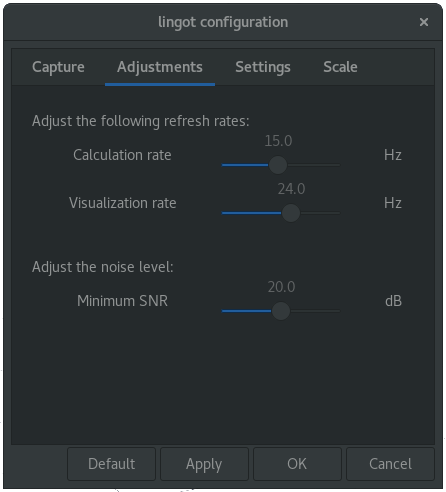 lingot configuration ×
Capture Adjustments Settings Scale
Adjust the following refresh rates:
15.0
Calculation rate Hz
24.0
Visualization rate Hz
Adjust the noise level:
20.0
Minimum SNR dB
Default Apply OK Cancel